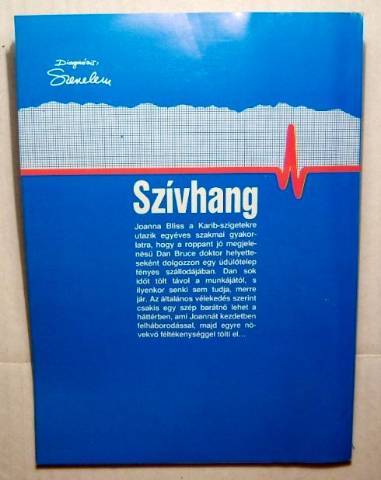 Diagnózis:
Szerelem
Szívhang
Joanna Bliss a Karib-szigetekre
utazik egyéves szakmai gyakor-
latra, hogy a roppant jó megjele-
nésű Dan Bruce doktor helyette-
seként dolgozzon egy üdülőtelep
fényes szállodájában. Dan sok
időt tölt távol a munkájától, s
ilyenkor senki sem tudja, merre
jár. Az általános vélekedés szerint
csakis egy szép barátnő lehet a
háttérben, ami Joannát kezdetben
felháborodással, majd egyre nö-
vekvő féltékenységgel tölti el...